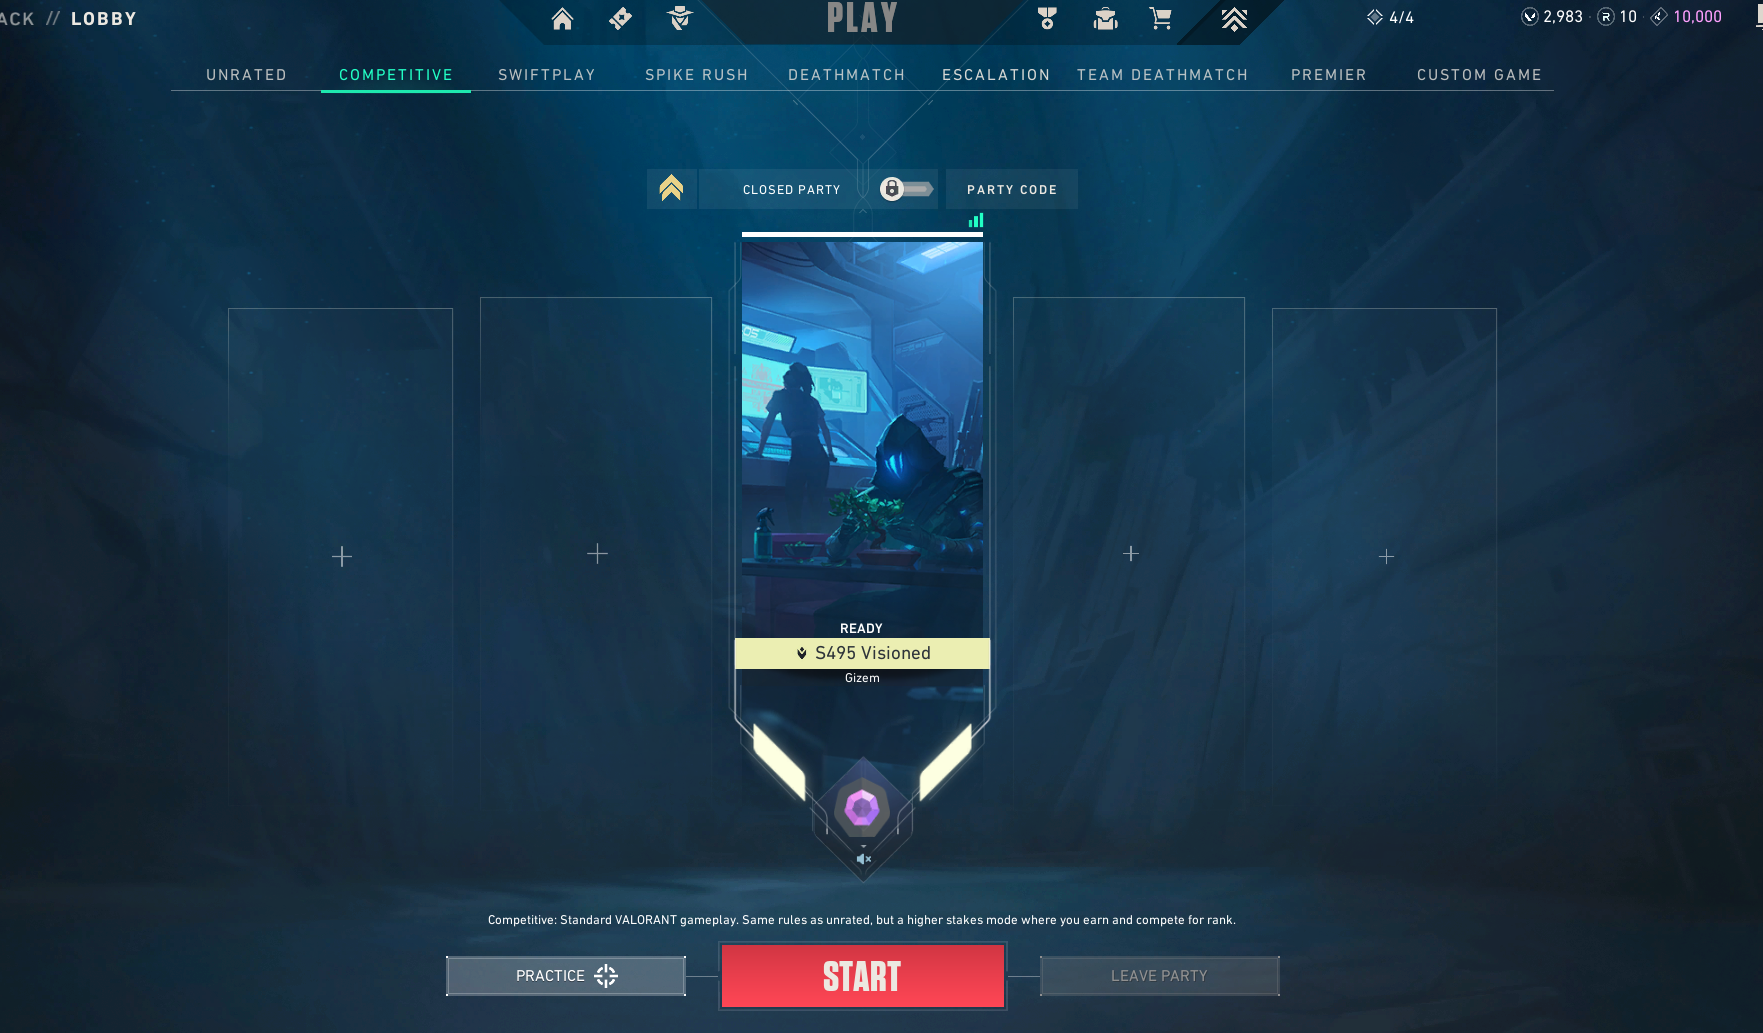 ACK // LOBBY
PLAY
4/4
2,983 · 10 · 10,000
UNRATED
COMPETITIVE
SWIFTPLAY
SPIKE RUSH
DEATHMATCH
ESCALATION
TEAM DEATHMATCH
PREMIER
CUSTOM GAME
CLOSED PARTY
PARTY CODE
READY
S495 Visioned
Gizem
Competitive: Standard VALORANT gameplay. Same rules as unrated, but a higher stakes mode where you earn and compete for rank.
PRACTICE
START
LEAVE PARTY